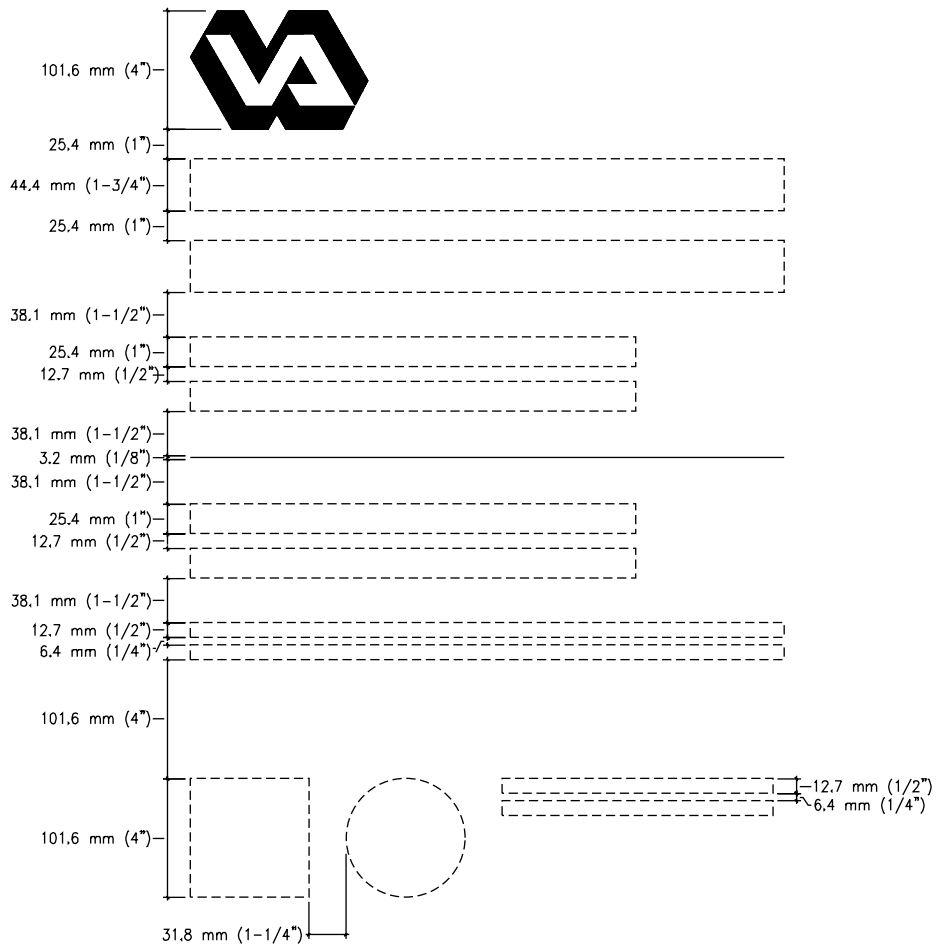 VA
101.6 mm (4")
25.4 mm (1")
44.4 mm (1-3/4")
25.4 mm (1")
38.1 mm (1-1/2")
25.4 mm (1")
12.7 mm (1/2")
38.1 mm (1-1/2")
3.2 mm (1/8")
38.1 mm (1-1/2")
25.4 mm (1")
12.7 mm (1/2")
38.1 mm (1-1/2")
12.7 mm (1/2")
6.4 mm (1/4")
101.6 mm (4")
12.7 mm (1/2")
6.4 mm (1/4")
101.6 mm (4")
31.8 mm (1-1/4")